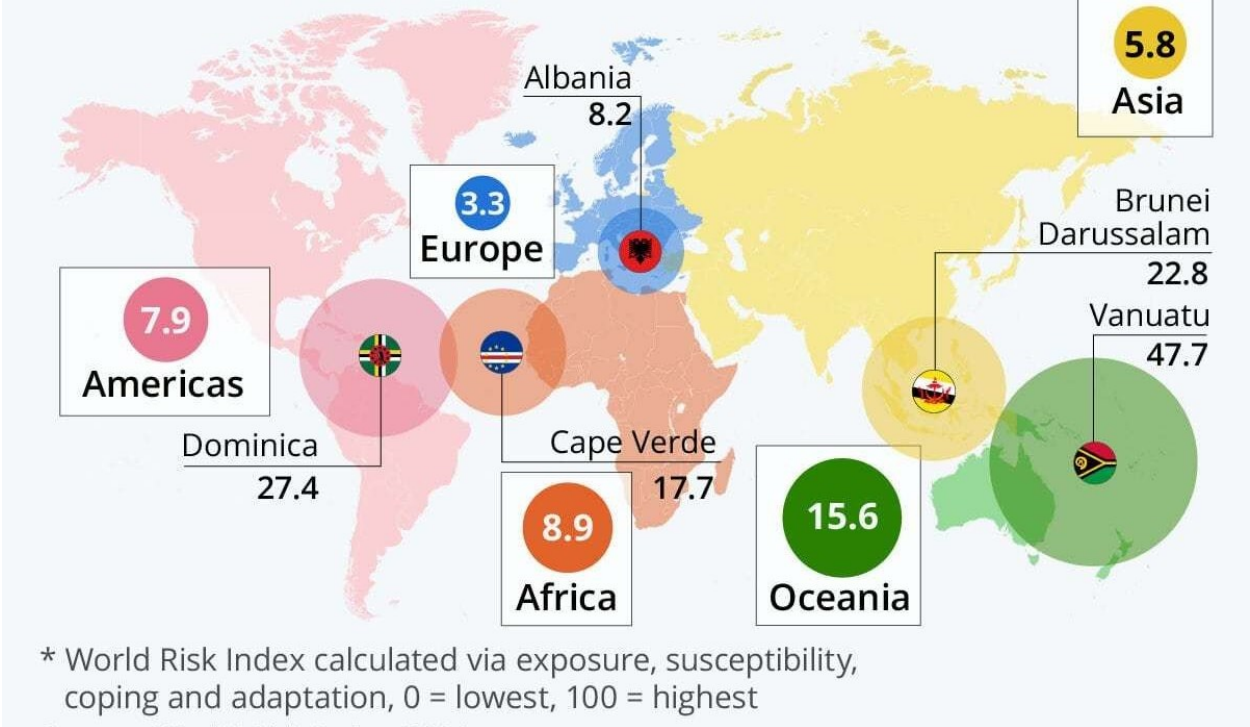 5.8
Asia
Albania
8.2
3.3
Europe
Brunei
Darussalam
22.8
7.9
Americas
Vanuatu
47.7
Dominica
27.4
Cape Verde
17.7
8.9
Africa
15.6
Oceania
* World Risk Index calculated via exposure, susceptibility,
coping and adaptation, 0 = lowest, 100 = highest